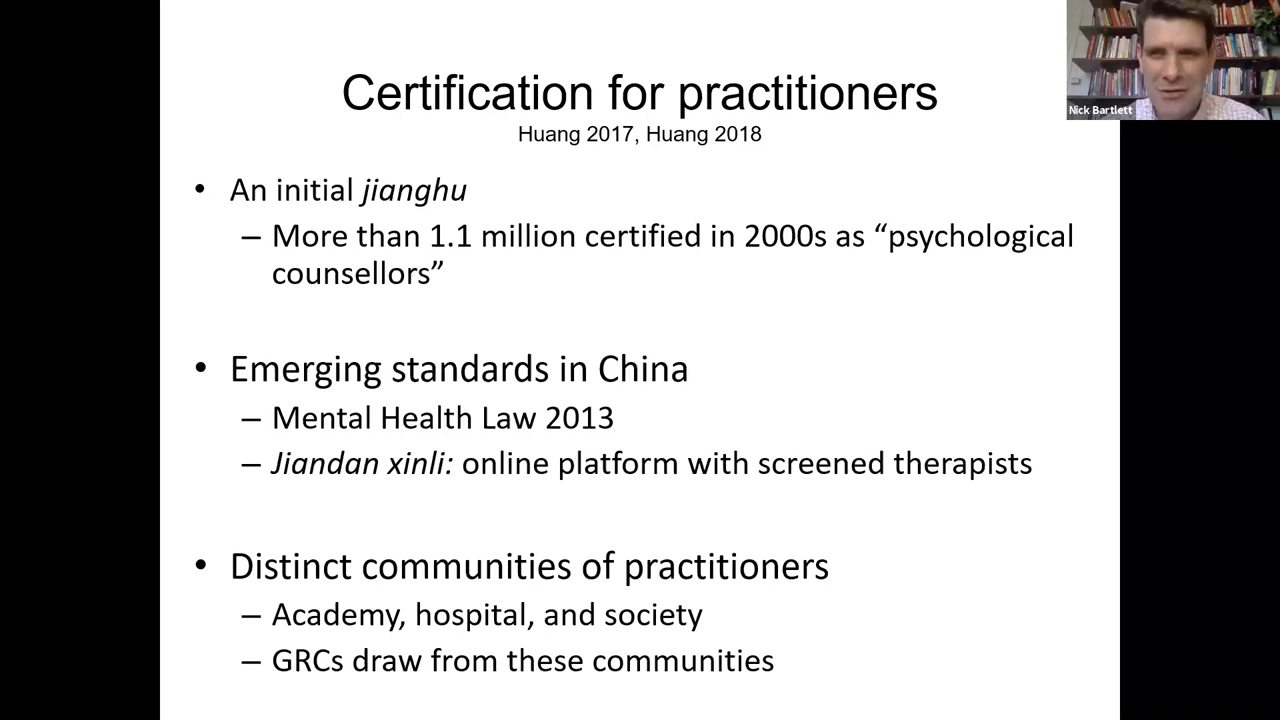 Certification for practitioners
Huang 2017, Huang 2018
Nick Bartlett
• An initial jianghu
– More than 1.1 million certified in 2000s as “psychological
counsellors”
• Emerging standards in China
– Mental Health Law 2013
– Jiandan xinli: online platform with screened therapists
• Distinct communities of practitioners
– Academy, hospital, and society
– GRCs draw from these communities